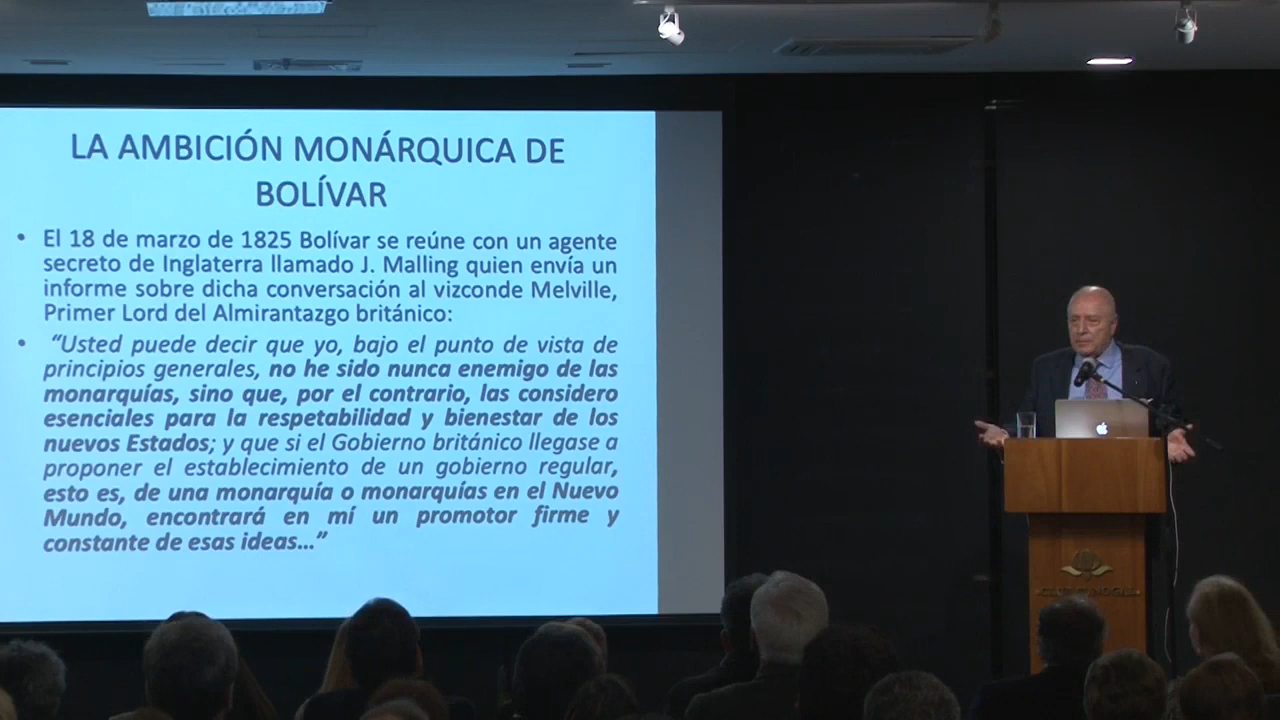 LA AMBICIÓN MONÁRQUICA DE
BOLÍVAR
• El 18 de marzo de 1825 Bolívar se reúne con un agente
secreto de Inglaterra llamado J. Malling quien envía un
informe sobre dicha conversación al vizconde Melville,
Primer Lord del Almirantazgo británico:
• “Usted puede decir que yo, bajo el punto de vista de
principios generales, no he sido nunca enemigo de las
monarquías, sino que, por el contrario, las considero
esenciales para la respetabilidad y bienestar de los
nuevos Estados; y que si el Gobierno británico llegase a
proponer el establecimiento de un gobierno regular,
esto es, de una monarquía o monarquías en el Nuevo
Mundo, encontrará en mí un promotor firme y
constante de esas ideas…”